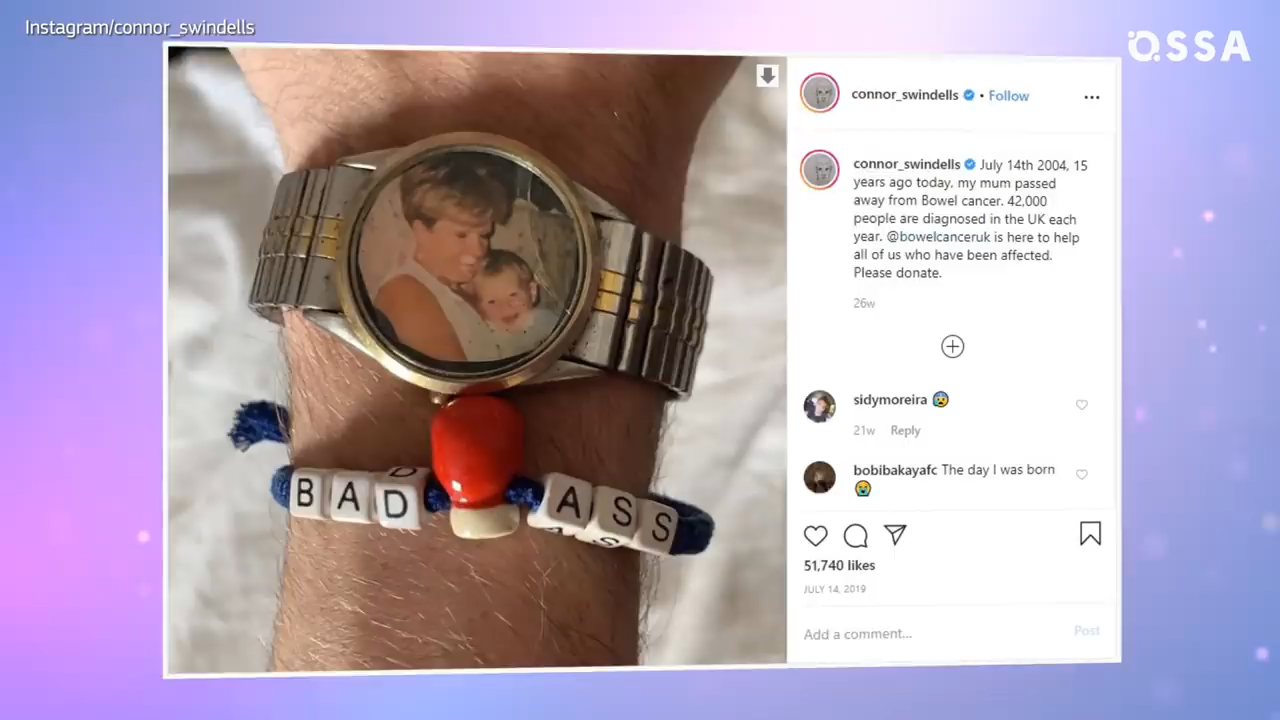 Instagram/connor_swindells
OSSA
connor_swindells • Follow
connor_swindells July 14th 2004, 15
years ago today, my mum passed
away from Bowel cancer. 42,000
people are diagnosed in the UK each
year. @bowelcanceruk is here to help
all of us who have been affected.
Please donate.
26w
sidymoreira 😰
21w Reply
bobibakayafc The day I was born
😭
51,740 likes
JULY 14, 2019
Add a comment...
Post
BAD ASS